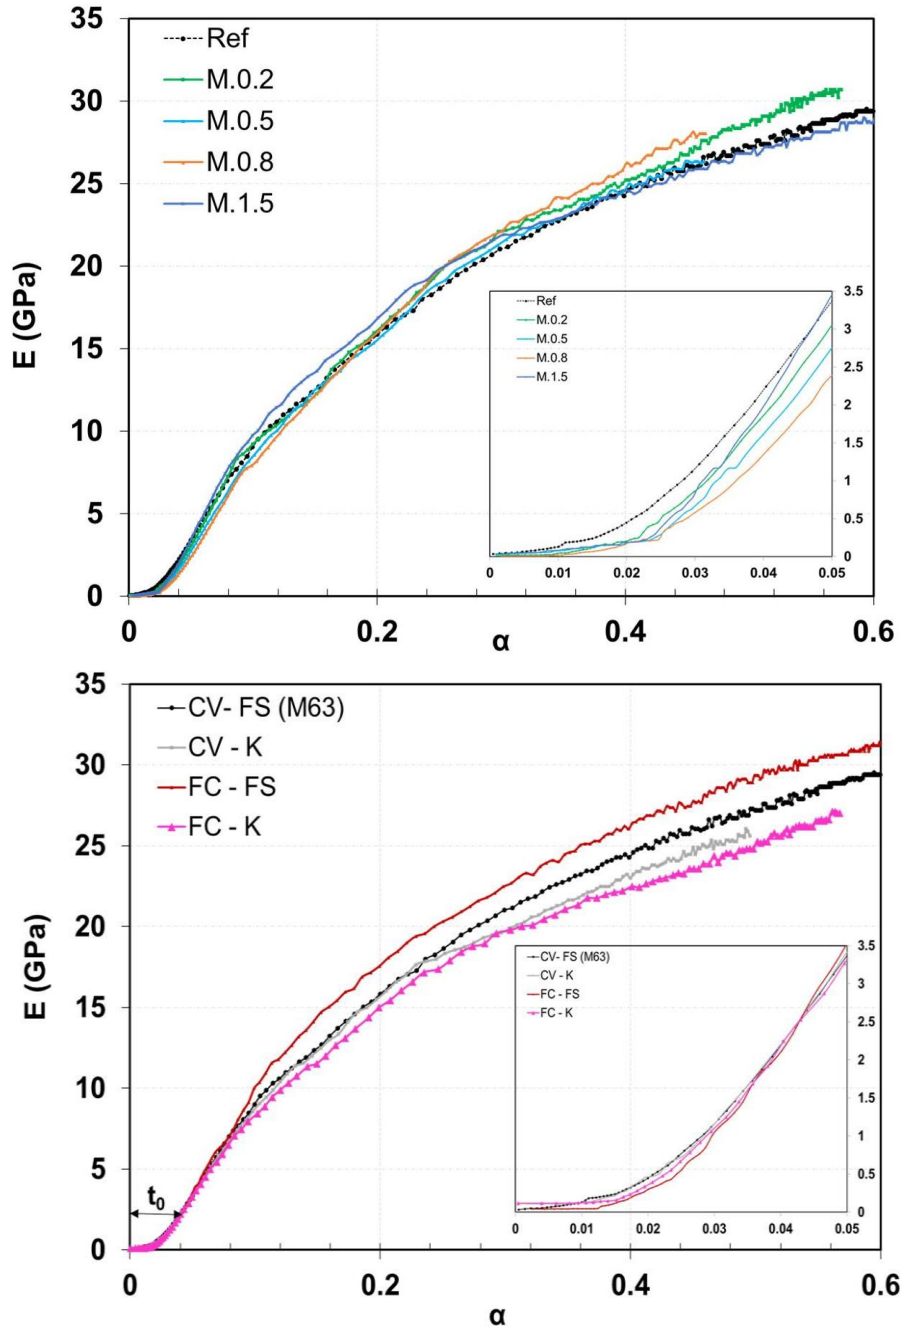 35
30
25
20
15
10
5
0
E (GPa)
Ref
M.0.2
M.0.5
M.0.8
M.1.5
Ref
M.0.2
M.0.5
M.0.8
M.1.5
3.5
3
2.5
2
1.5
1
0.5
0
0 0.01 0.02 0.03 0.04 0.05
0 0.2 0.4 0.6
α
35
30
25
20
15
10
5
0
E (GPa)
CV- FS (M63)
CV - K
FC - FS
FC - K
t0
CV- FS (M63)
CV - K
FC - FS
FC - K
3.5
3
2.5
2
1.5
1
0.5
0
0 0.01 0.02 0.03 0.04 0.05
0 0.2 0.4 0.6
α